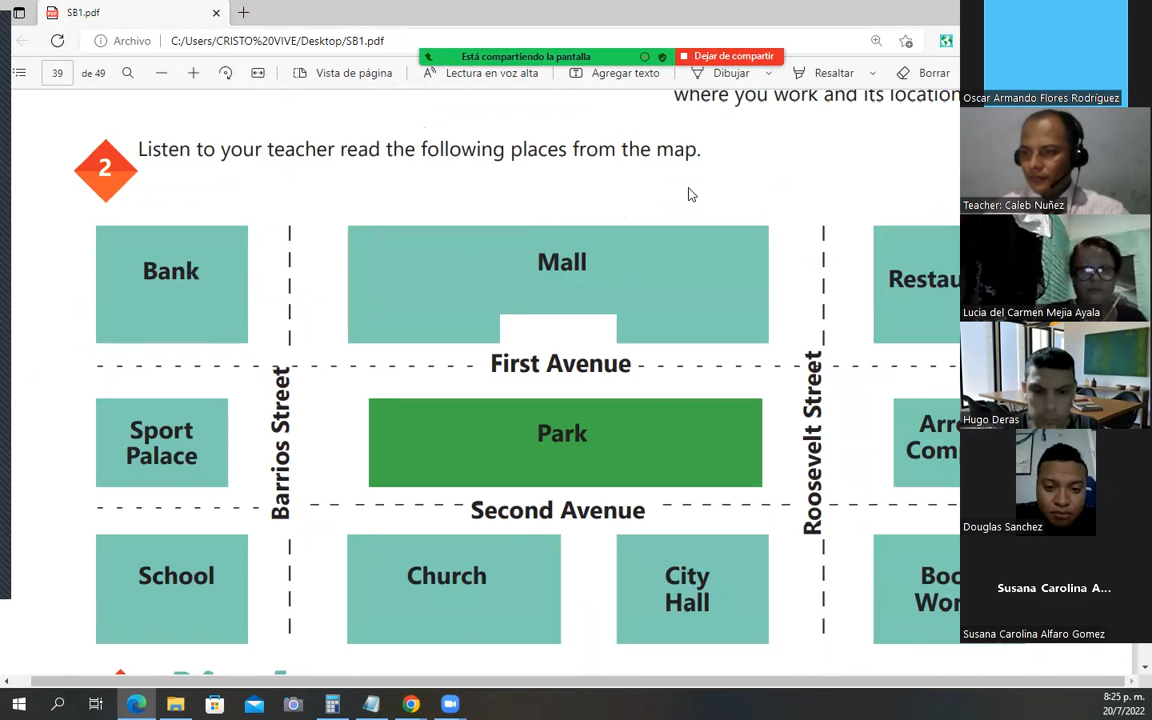 SB1.pdf
Archivo
C:/Users/CRISTO%20VIVE/Desktop/SB1.pdf
Está compartiendo la pantalla
Dejar de compartir
39
de 49
Vista de página
Lectura en voz alta
Agregar texto
Dibujar
Resaltar
Borrar
where you work and its location
2
Listen to your teacher read the following places from the map.
Bank
Mall
Restau
First Avenue
Barrios Street
Roosevelt Street
Sport
Palace
Park
Arr
Com
Second Avenue
School
Church
City
Hall
Boo
Wor
Oscar Armando Flores Rodríguez
Teacher: Caleb Nuñez
Lucia del Carmen Mejia Ayala
Hugo Deras
Douglas Sanchez
Susana Carolina A...
Susana Carolina Alfaro Gomez
8:25 p. m.
20/7/2022